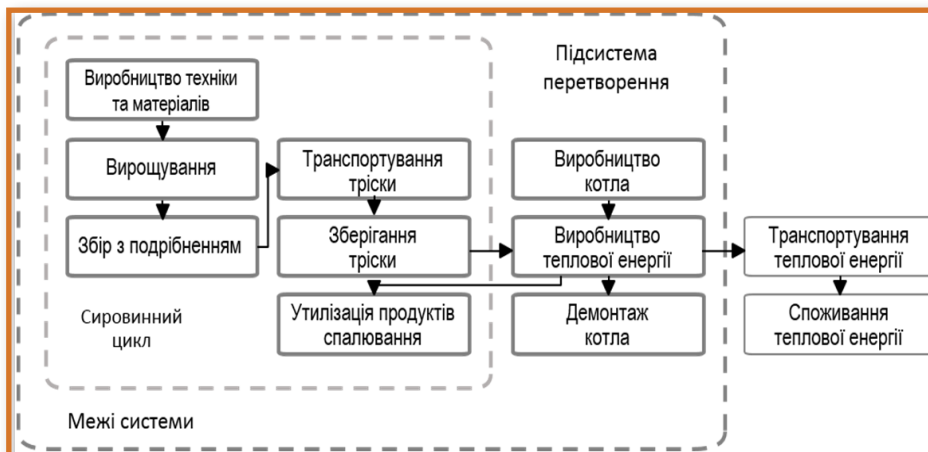 Підсистема
перетворення
Виробництво техніки
та матеріалів
Вирощування
Збір з подрібненням
Транспортування
тріски
Зберігання
тріски
Утилізація продуктів
спалювання
Сировинний
цикл
Виробництво
котла
Виробництво
теплової енергії
Демонтаж
котла
Транспортування
теплової енергії
Споживання
теплової енергії
Межі системи